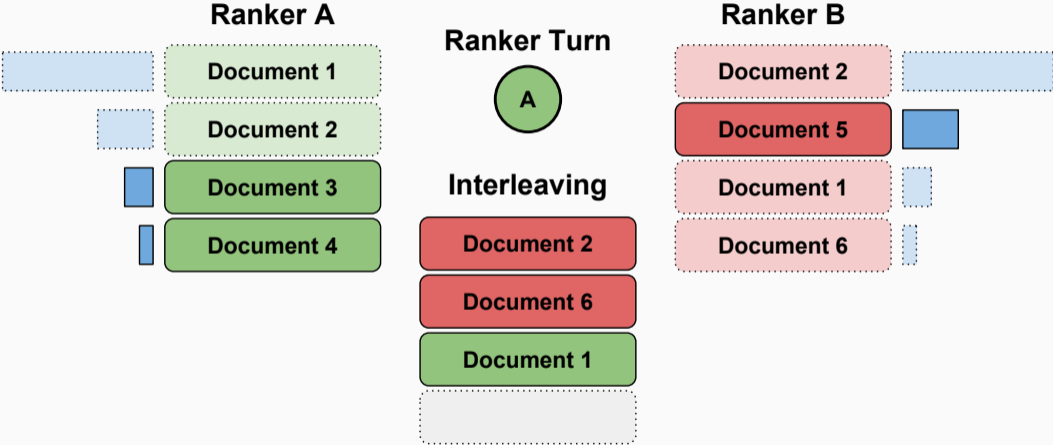 Ranker A
Document 1
Document 2
Document 3
Document 4
Ranker Turn
A
Interleaving
Document 2
Document 6
Document 1
Ranker B
Document 2
Document 5
Document 1
Document 6